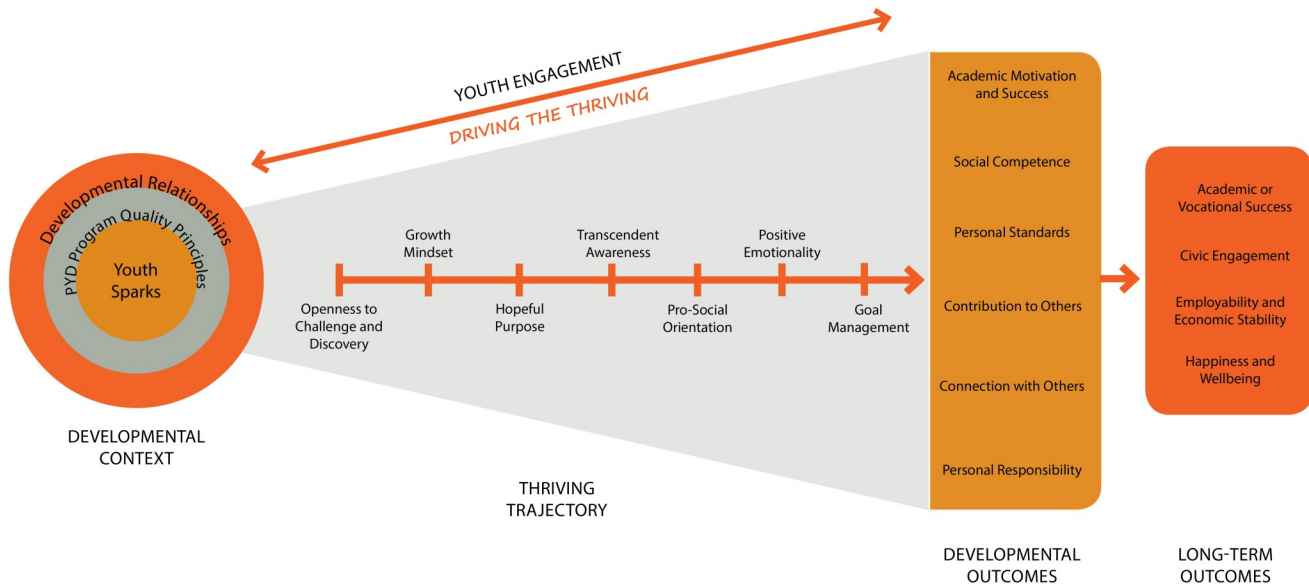 YOUTH ENGAGEMENT
DRIVING THE THRIVING
Developmental Relationships
PYD Program Quality Principles
Youth
Sparks
DEVELOPMENTAL
CONTEXT
Growth
Mindset
Transcendent
Awareness
Positive
Emotionality
Openness to
Challenge and
Discovery
Hopeful
Purpose
Pro-Social
Orientation
Goal
Management
THRIVING
TRAJECTORY
Academic Motivation
and Success
Social Competence
Personal Standards
Contribution to Others
Connection with Others
Personal Responsibility
DEVELOPMENTAL
OUTCOMES
Academic or
Vocational Success
Civic Engagement
Employability and
Economic Stability
Happiness and
Wellbeing
LONG-TERM
OUTCOMES